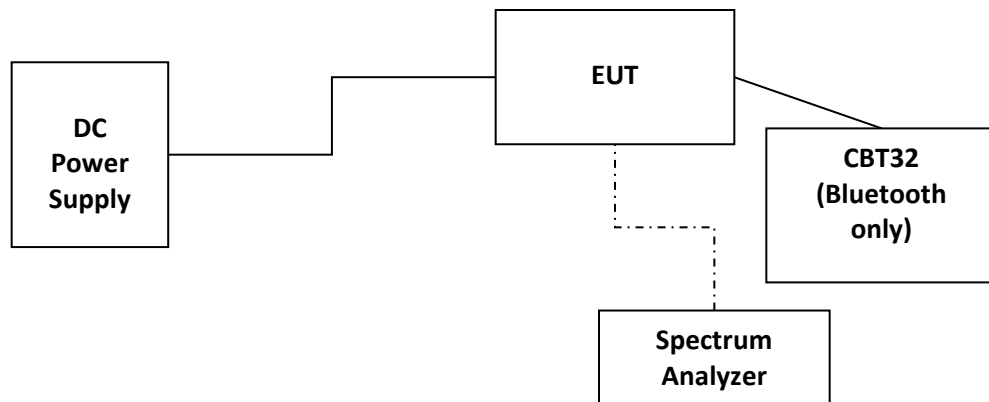 EUT
DC
Power
Supply
CBT32
(Bluetooth
only)
Spectrum
Analyzer